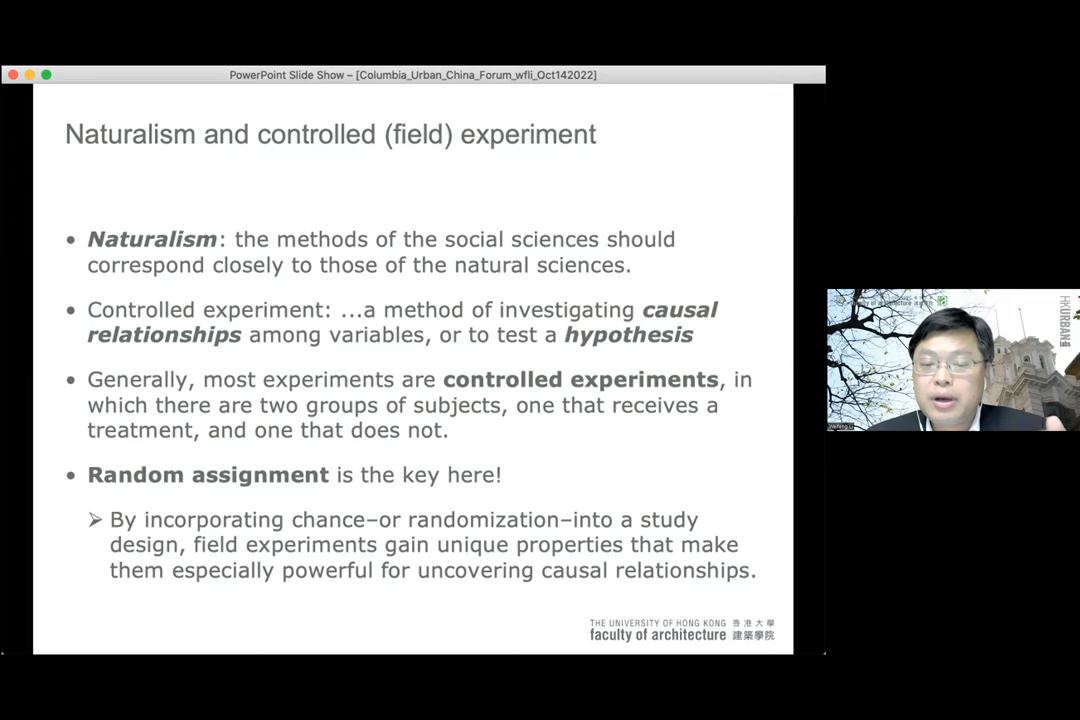 PowerPoint Slide Show – [Columbia_Urban_China_Forum_wfli_Oct142022]
Naturalism and controlled (field) experiment
• Naturalism: the methods of the social sciences should
correspond closely to those of the natural sciences.
• Controlled experiment: ...a method of investigating causal
relationships among variables, or to test a hypothesis
• Generally, most experiments are controlled experiments, in
which there are two groups of subjects, one that receives a
treatment, and one that does not.
• Random assignment is the key here!
➢ By incorporating chance–or randomization–into a study
design, field experiments gain unique properties that make
them especially powerful for uncovering causal relationships.
THE UNIVERSITY OF HONG KONG 香港大學
faculty of architecture 建築學院
HKURBAN
Weifeng Li